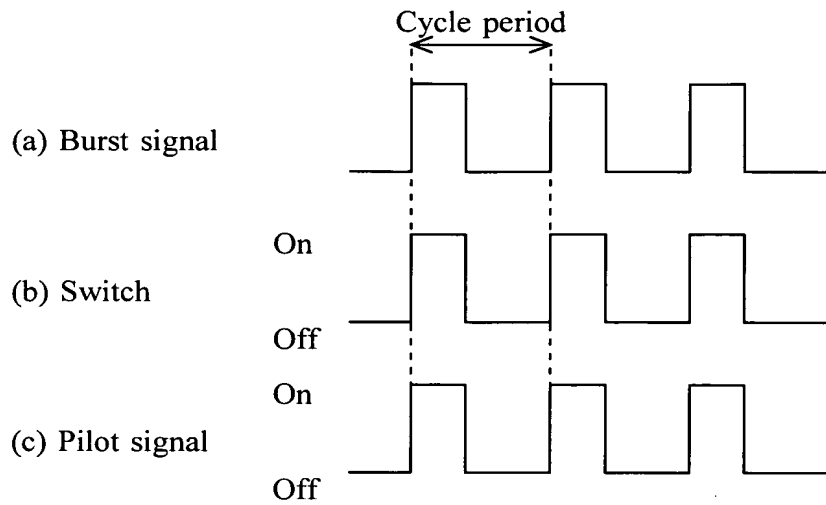 Cycle period
(a) Burst signal
On
(b) Switch
Off
On
(c) Pilot signal
Off